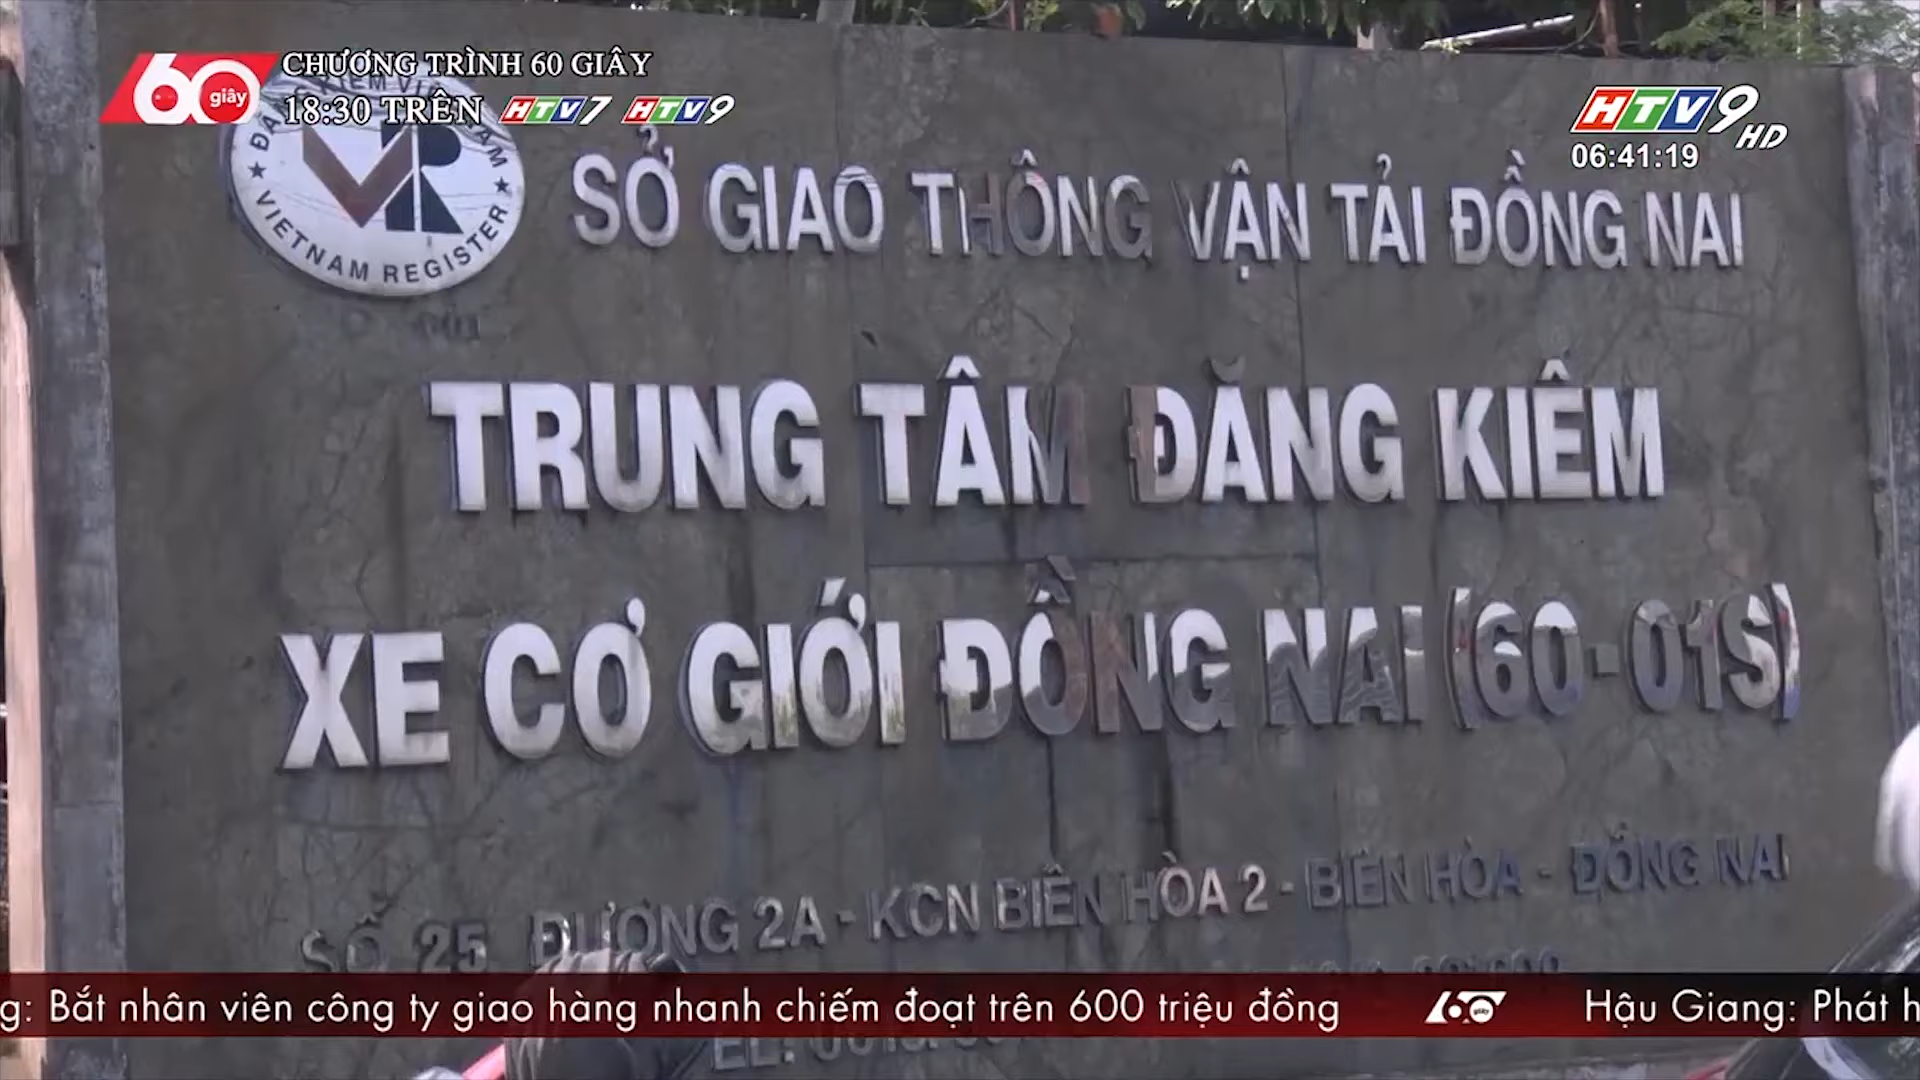 60 giây
CHƯƠNG TRÌNH 60 GIÂY
18:30 TRÊN HTV7 HTV9
HTV9 HD
06:41:19
VR
VIETNAM REGISTER
SỞ GIAO THÔNG VẬN TẢI ĐỒNG NAI
TRUNG TÂM ĐĂNG KIÊM
XE CƠ GIỚI ĐỒNG NAI (60-01S)
SỐ 25 ĐƯỜNG 2A - KCN BIÊN HÒA 2 - BIÊN HÒA - ĐỒNG NAI
g: Bắt nhân viên công ty giao hàng nhanh chiếm đoạt trên 600 triệu đồng 60 giây Hậu Giang: Phát h